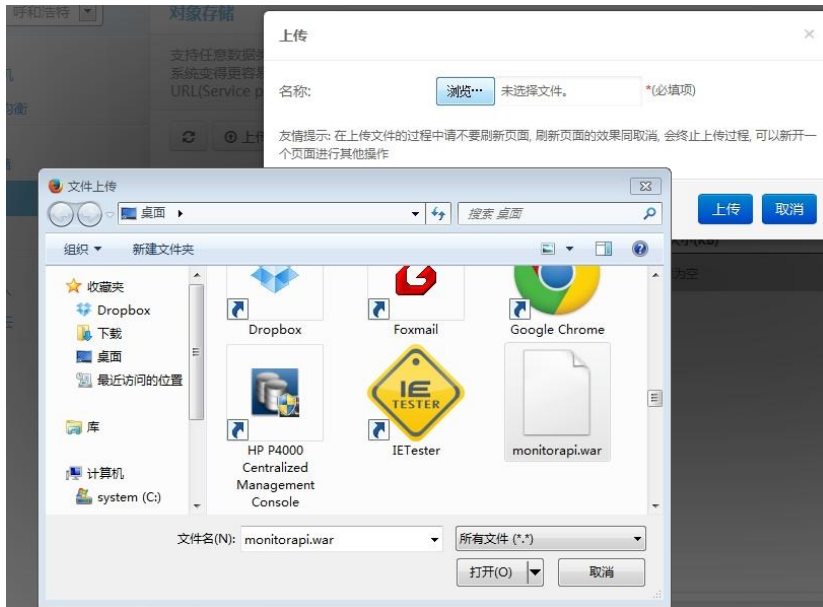 呼和浩特
对象存储
上传
支持任意数据
系统变得更容
URL(Service p
名称:
浏览… 未选择文件。 *(必填项)
上传
友情提示: 在上传文件的过程中请不要刷新页面, 刷新页面的效果同取消, 会终止上传过程, 可以新开一
个页面进行其他操作
上传 取消
大小(KB)
为空
文件上传
桌面
搜索 桌面
组织 新建文件夹
收藏夹
Dropbox
下载
桌面
最近访问的位置
库
计算机
system (C:)
Dropbox
Foxmail
Google Chrome
IE
TESTER
HP P4000
Centralized
Management
Console
IETester
monitorapi.war
文件名(N): monitorapi.war
所有文件 (*.*)
打开(O) 取消